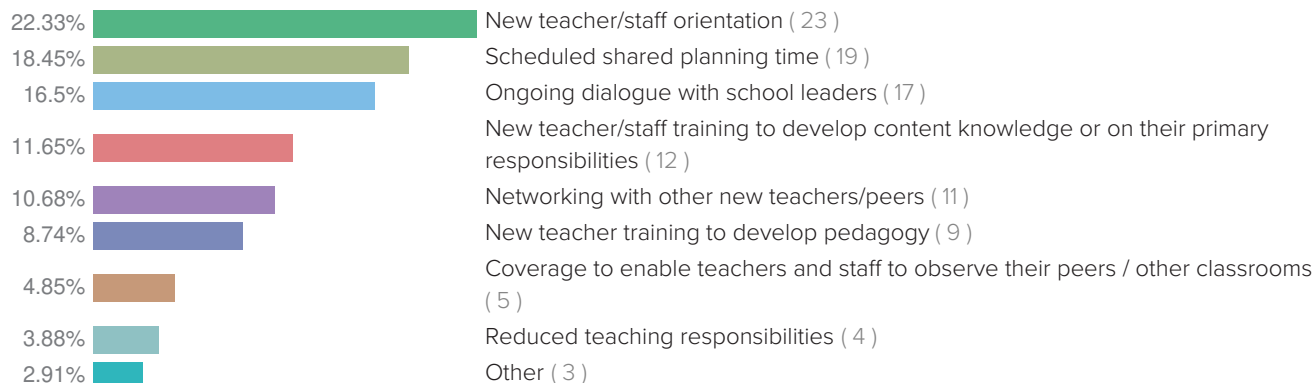 22.33% New teacher/staff orientation ( 23 )
18.45% Scheduled shared planning time ( 19 )
16.5% Ongoing dialogue with school leaders ( 17 )
New teacher/staff training to develop content knowledge or on their primary
11.65%
responsibilities ( 12 )
10.68% Networking with other new teachers/peers ( 11 )
8.74% New teacher training to develop pedagogy ( 9 )
Coverage to enable teachers and staff to observe their peers / other classrooms
4.85%
( 5 )
3.88% Reduced teaching responsibilities ( 4 )
2.91% Other ( 3 )